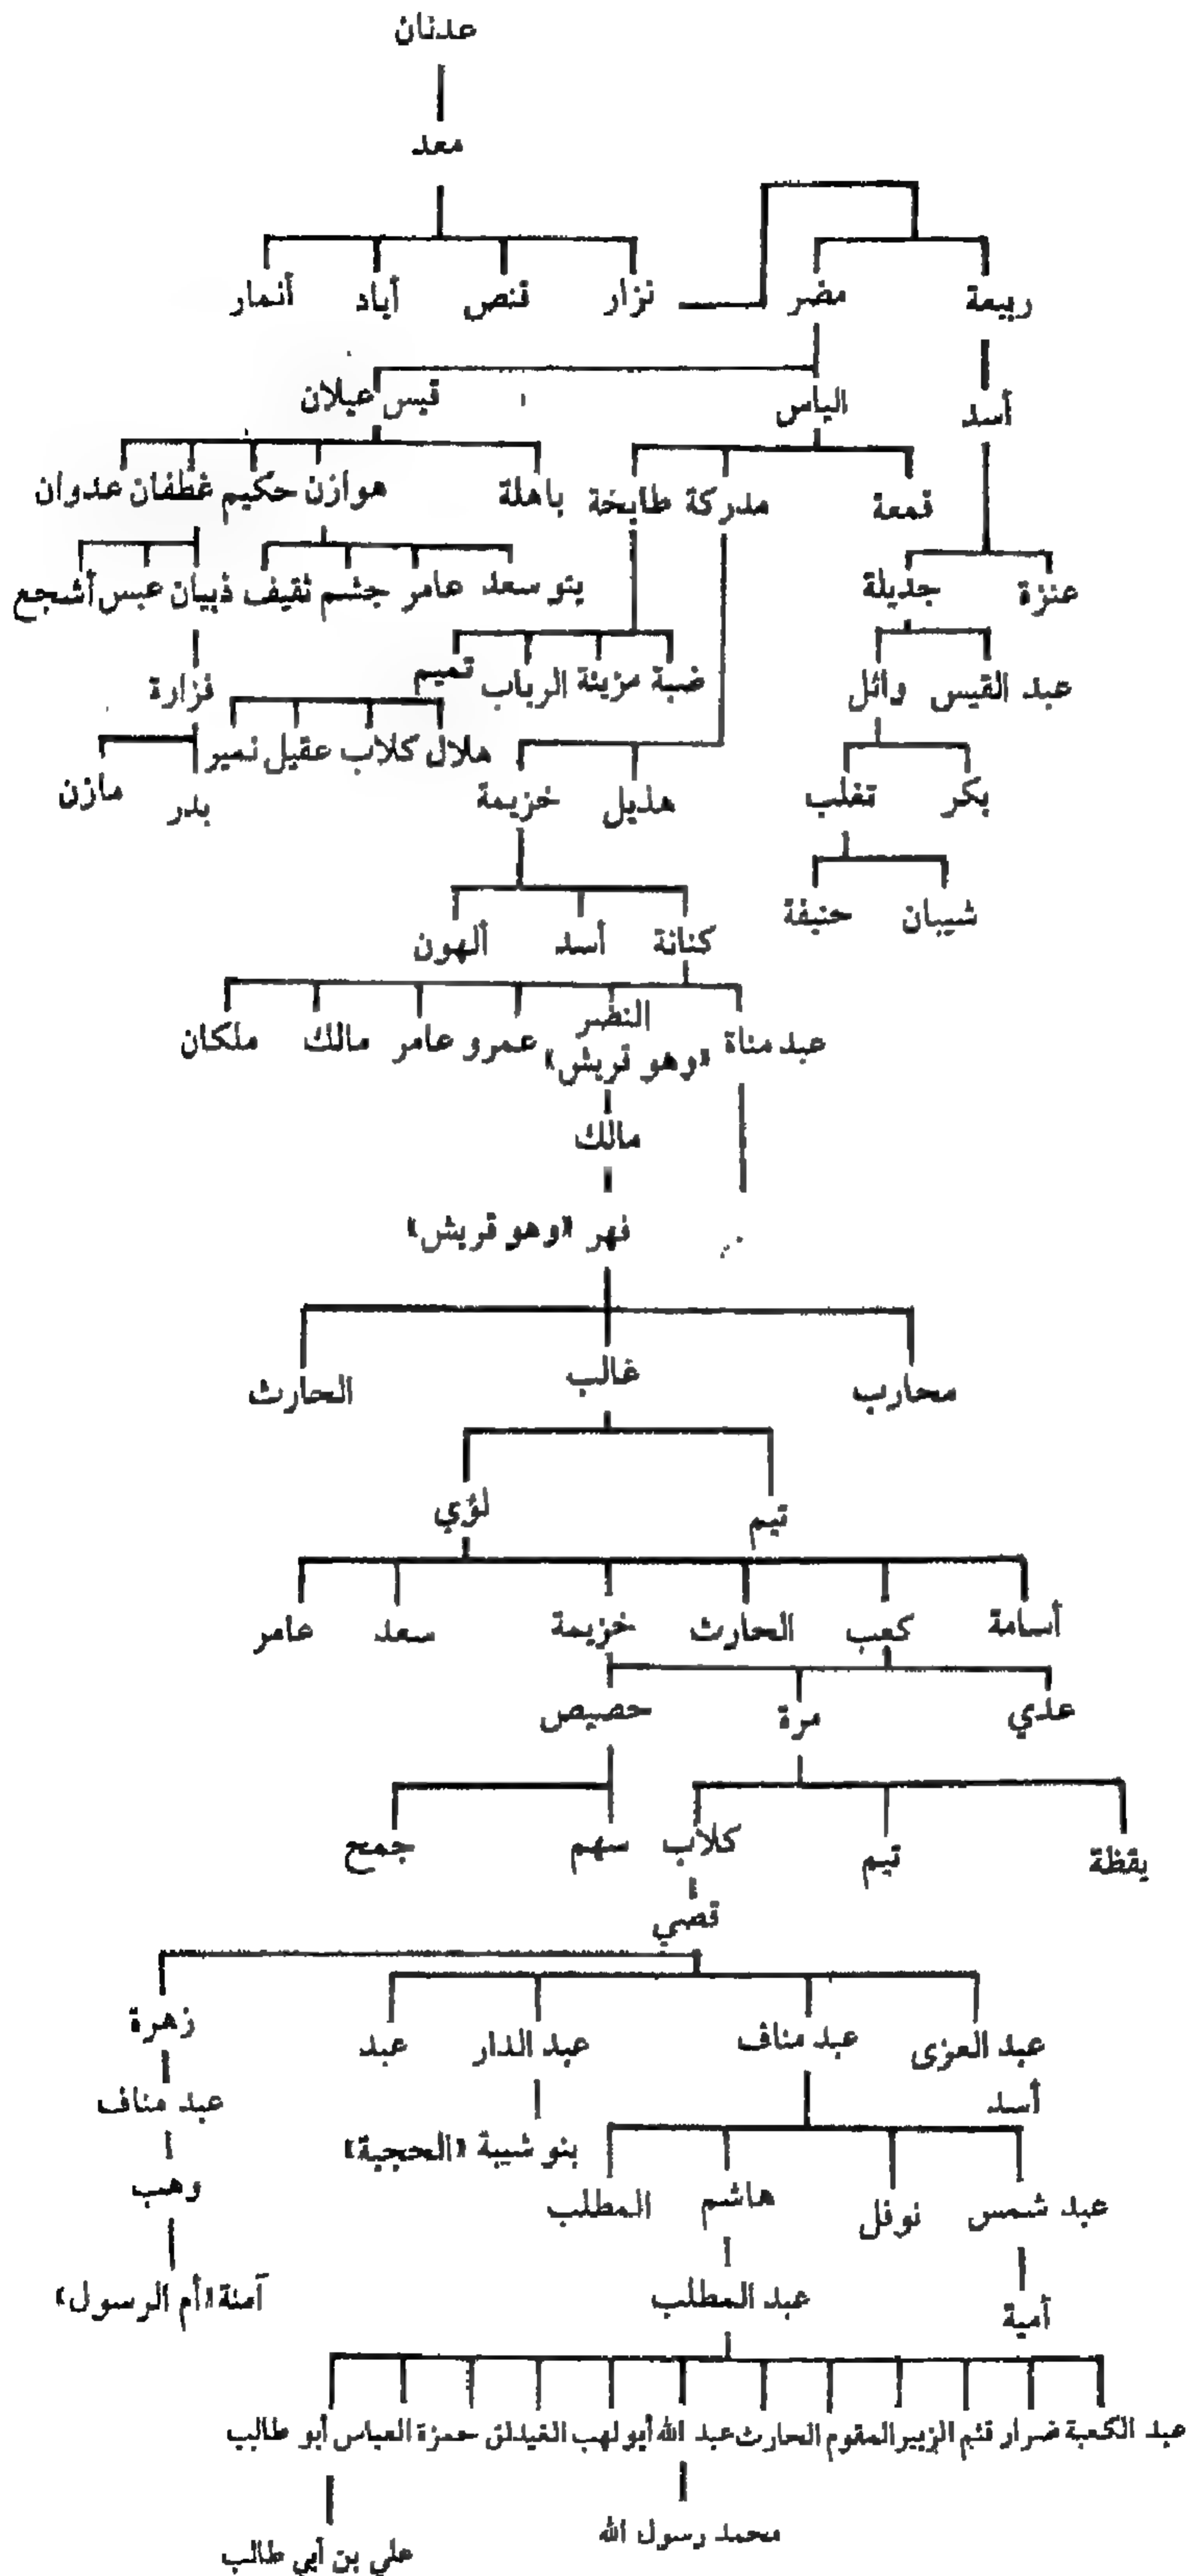 عدنان
معد
ربيعة مضر نزار قنص أياد أنمار
أسد الياس قيس عيلان
قمعة مدركة طابخة باهلة هوازن حكيم غطفان عدوان
عنزة جديلة بنو سعد عامر جشم ثقيف ذبيان عبس أشجع
عبد القيس وائل ضبة مزينة الرباب تميم فزارة
هلال كلاب عقيل نمير
بكر تغلب هذيل خزيمة بدر مازن
شيبان حنيفة
كنانة أسد ألهون
عبد مناة النضر عمرو عامر مالك ملكان
«وهو قريش»
مالك
فهر «وهو قريش»
محارب غالب الحارث
تيم لؤي
أسامة كعب الحارث خزيمة سعد عامر
عدي مرة حصيص
يقظة تيم كلاب سهم جمح
قصي
عبد العزى عبد مناف عبد الدار عبد زهرة
أسد عبد مناف
بنو شيبة «الحجبة»
عبد شمس نوفل هاشم المطلب وهب
أمية عبد المطلب آمنة «أم الرسول»
عبد الكعبة ضرار قثم الزبير المقوم الحارث عبد الله أبو لهب الغيدلق حمزة العباس أبو طالب
محمد رسول الله
علي بن أبي طالب